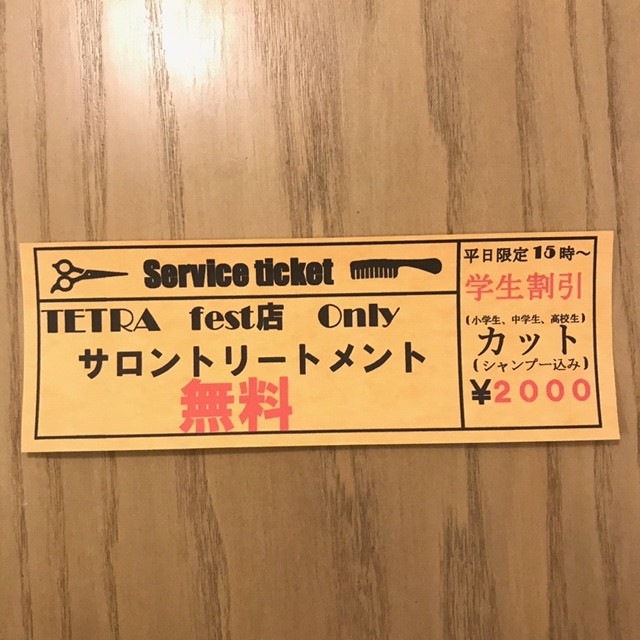 Service ticket
TETRA fest店 Only
サロントリートメント
無料
平日限定15時～
学生割引
(小学生、中学生、高校生)
カット
(シャンプー込み)
¥2000